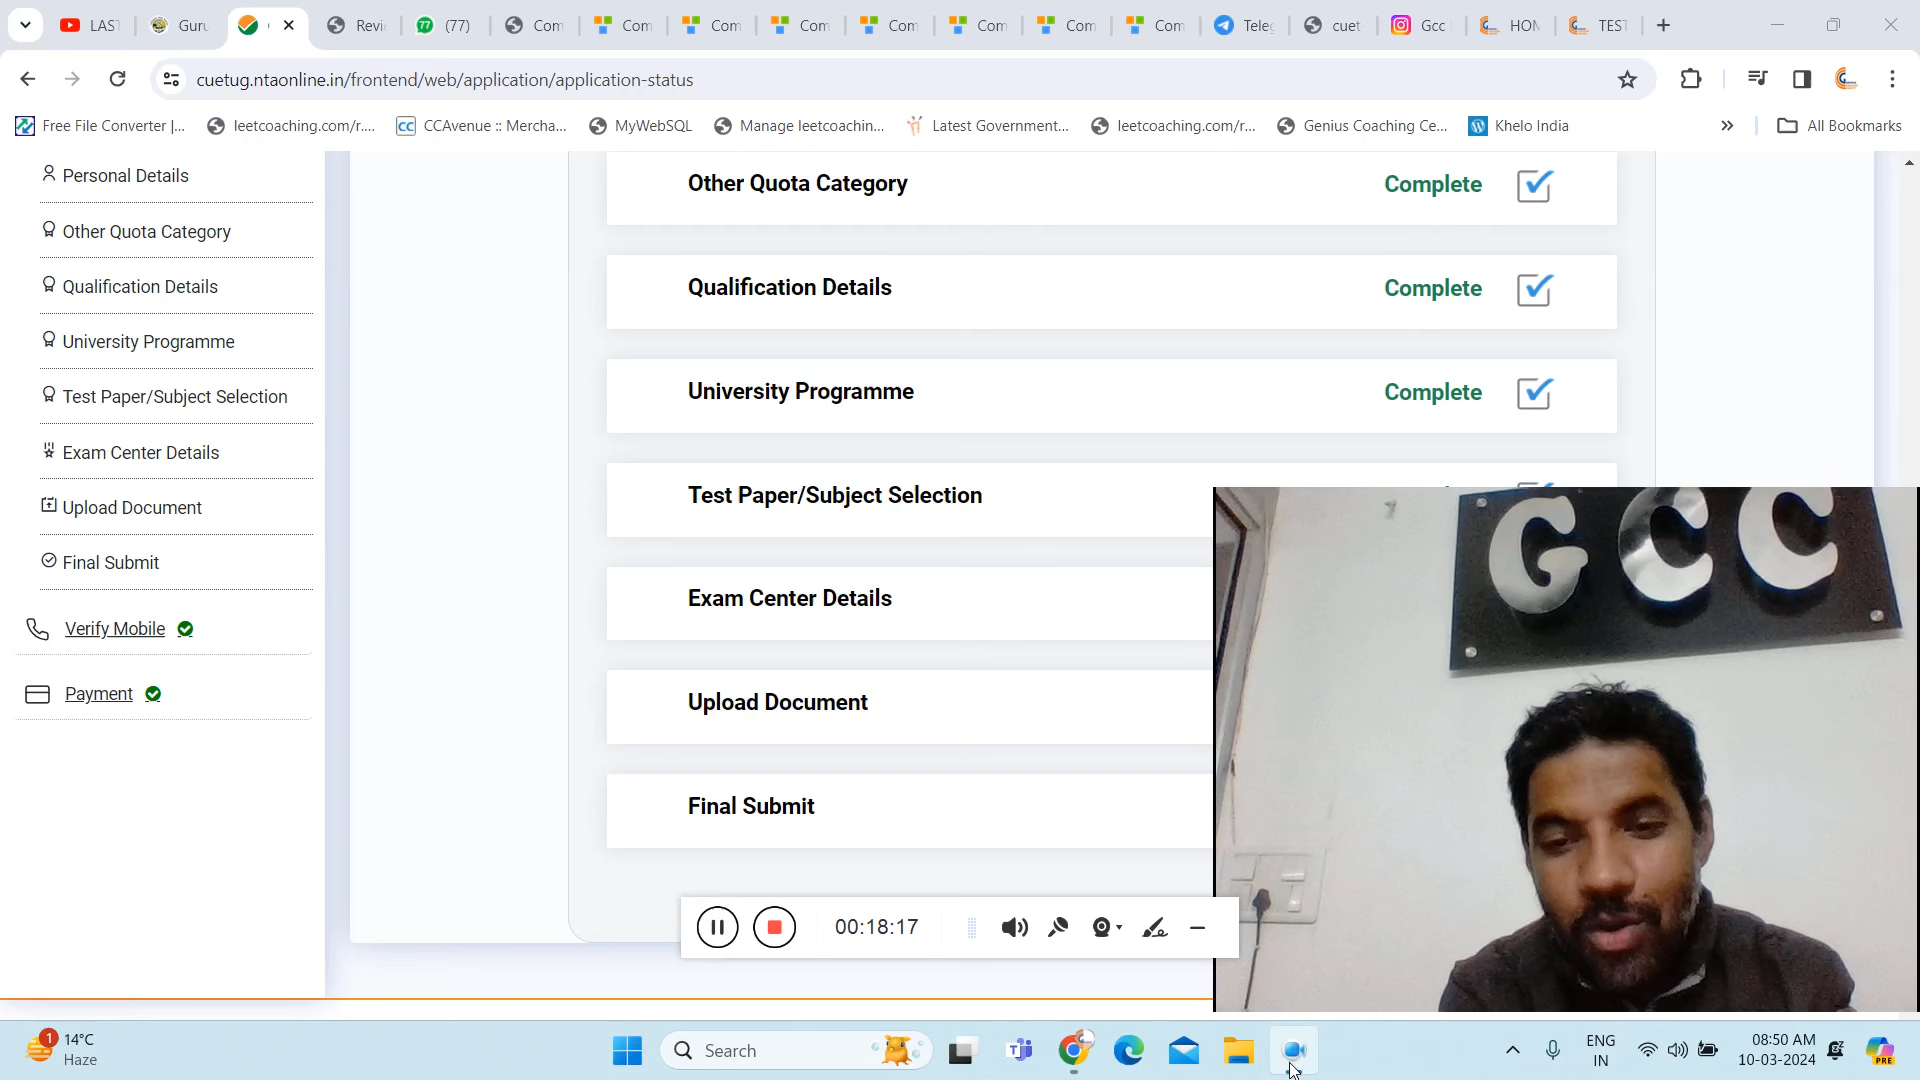 LAST
Guru
Revi
77
(77)
Com
Com
Com
Com
Com
Com
Com
Com
Teleg
cuet
Gcc
HOM
TEST
cuetug.ntaonline.in/frontend/web/application/application-status
Free File Converter |...
leetcoaching.com/r....
CC
CCAvenue :: Mercha...
MyWebSQL
Manage leetcoachin...
Latest Government...
leetcoaching.com/r...
Genius Coaching Ce...
Khelo India
All Bookmarks
Personal Details
Other Quota Category
Qualification Details
University Programme
Test Paper/Subject Selection
Exam Center Details
Upload Document
Final Submit
Verify Mobile
Payment
Other Quota Category
Complete
Qualification Details
Complete
University Programme
Complete
Test Paper/Subject Selection
Exam Center Details
Upload Document
Final Submit
GCC
00:18:17
1
14°C
Haze
Search
ENG
IN
08:50 AM
10-03-2024
PRE